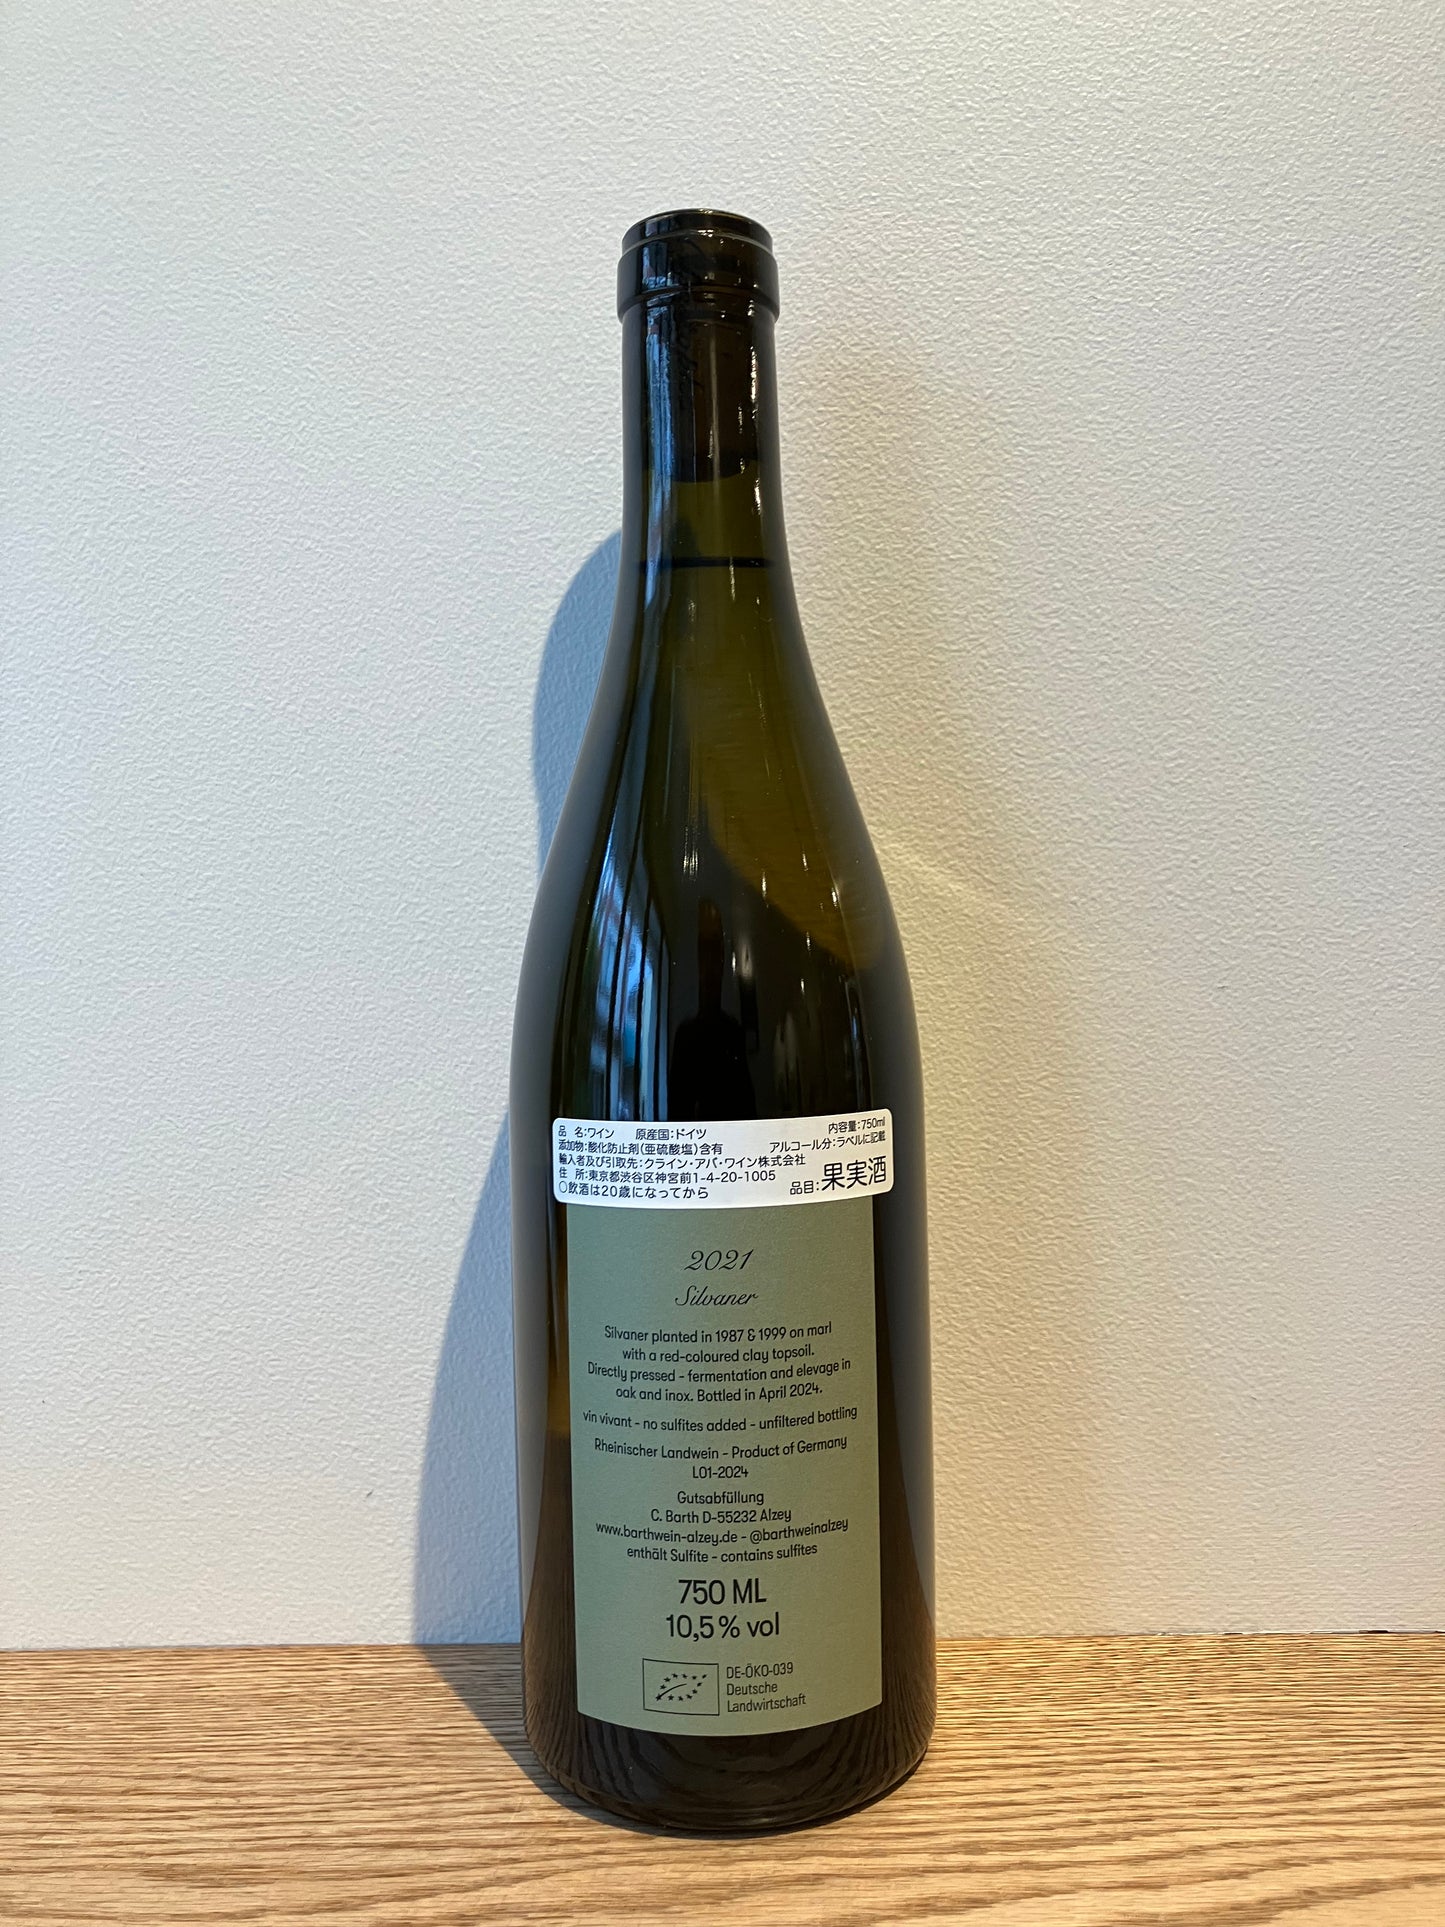 品 名:ワイン 原産国:ドイツ 内容量:750ml
添加物:酸化防止剤(亜硫酸塩)含有 アルコール分:ラベルに記載
輸入者及び引取先:クライン・アバ・ワイン株式会社
住 所:東京都渋谷区神宮前1-4-20-1005
○飲酒は20歳になってから 品目:果実酒
2021
Silvaner
Silvaner planted in 1987 & 1999 on marl
with a red-coloured clay topsoil.
Directly pressed - fermentation and elevage in
oak and inox. Bottled in April 2024.
vin vivant - no sulfites added - unfiltered bottling
Rheinischer Landwein - Product of Germany
L01-2024
Gutsabfüllung
C. Barth D-55232 Alzey
www.barthwein-alzey.de - @barthweinalzey
enthält Sulfite - contains sulfites
750 ML
10,5% vol
DE-ÖKO-039
Deutsche
Landwirtschaft